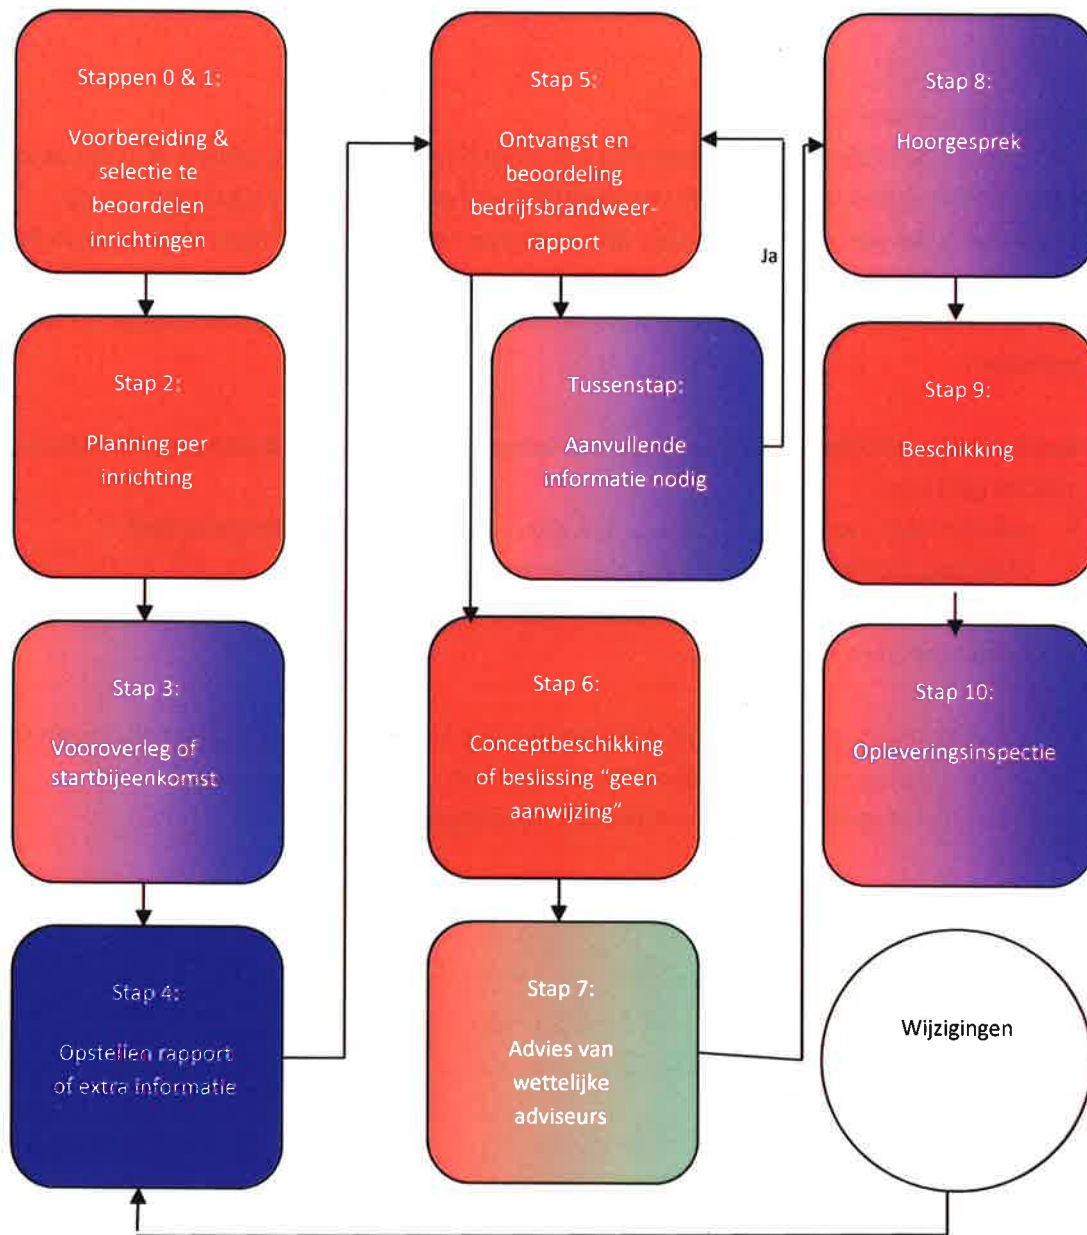 Stappen 0 & 1:
Voorbereiding &
selectie te
beoordelen
inrichtingen
Stap 2:
Planning per
inrichting
Stap 3:
Vooroverleg of
startbijeenkomst
Stap 4:
Opstellen rapport
of extra informatie
Stap 5:
Ontvangst en
beoordeling
bedrijfsbrandweer-
rapport
Ja
Tussenstap:
Aanvullende
informatie nodig
Stap 6:
Conceptbeschikking
of beslissing “geen
aanwijzing”
Stap 7:
Advies van
wettelijke
adviseurs
Stap 8:
Hoorgesprek
Stap 9:
Beschikking
Stap 10:
Opleveringsinspectie
Wijzigingen